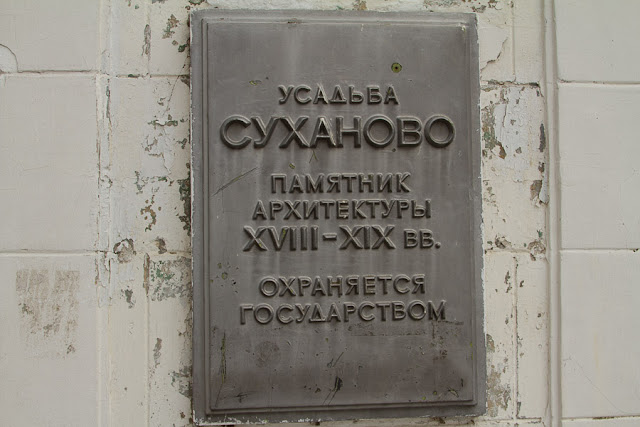 УСАДЬБА
СУХАНОВО
ПАМЯТНИК
АРХИТЕКТУРЫ
XVIII-XIX ВВ.
ОХРАНЯЕТСЯ
ГОСУДАРСТВОМ